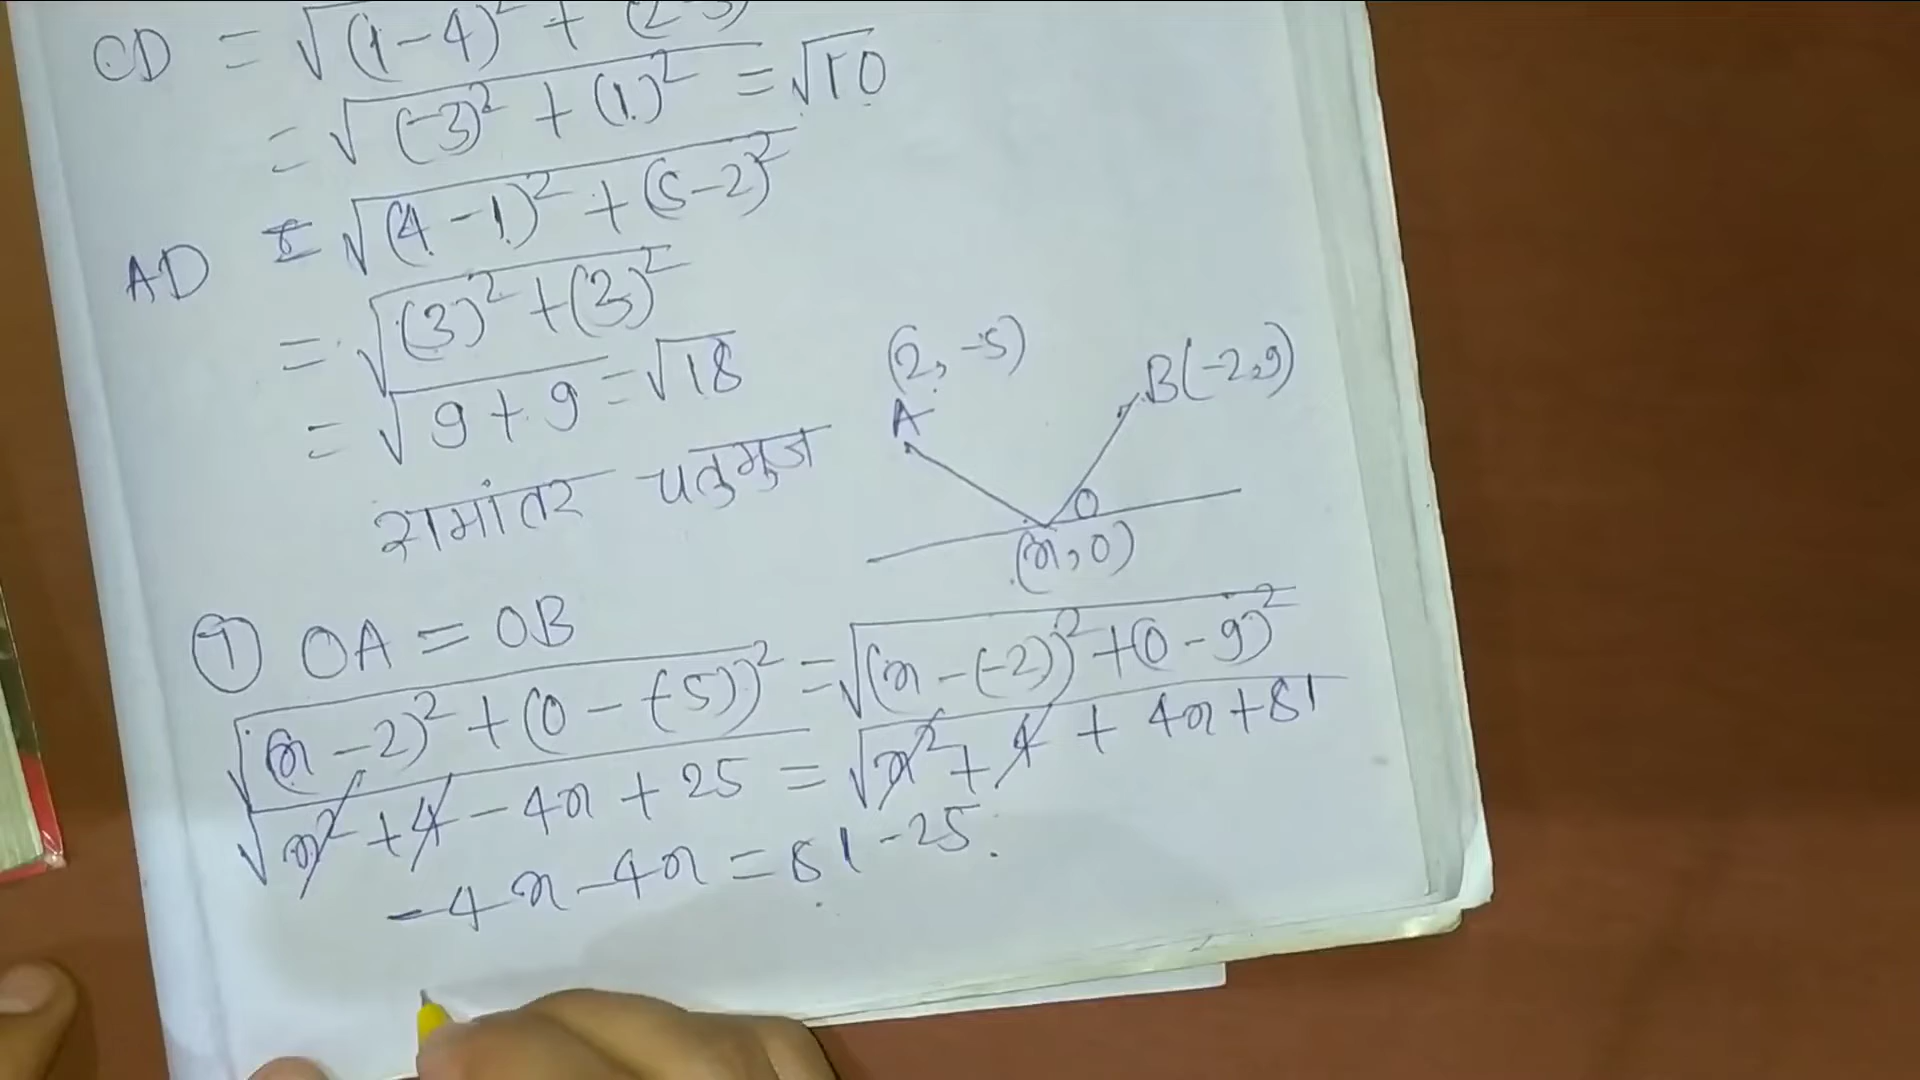 CD = √(1-4)² + (2-3)
= √(-3)² + (1)² = √10
AD = √(4-1)² + (5-2)²
= √(3)² + (3)²
= √9+9 = √18
समांतर चतुर्भुज
(2, -5)
A
B(-2,9)
O
(x,0)
7 OA = OB
√(x-2)² + (0-(-5))² = √(x-(-2))² + (0-9)²
√x² + 4 - 4x + 25 = √x² + 4 + 4x + 81
-4x - 4x = 81 - 25